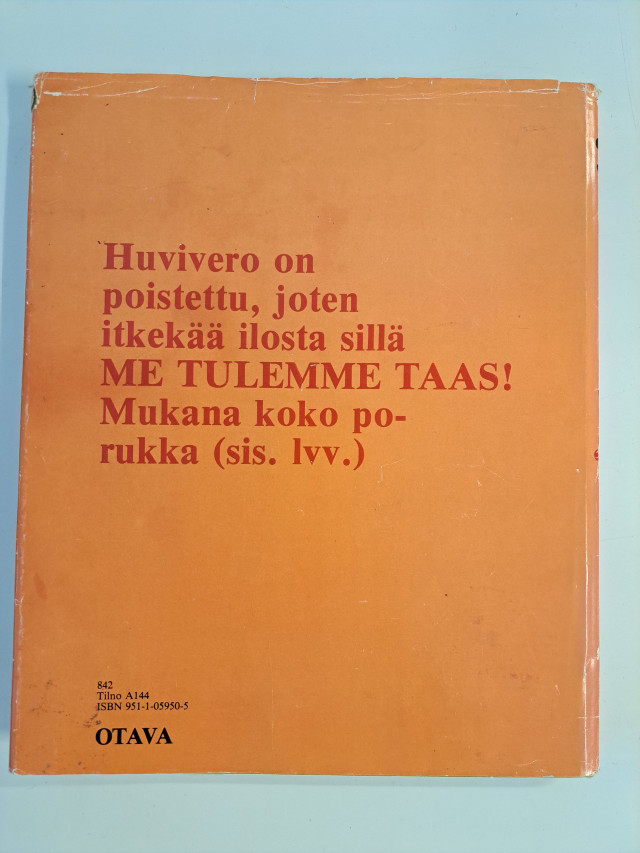 Huvivero on
poistettu, joten
itkekää ilosta sillä
ME TULEMME TAAS!
Mukana koko po-
rukka (sis. lvv.)
842
Tilno A144
ISBN 951-1-05950-5
OTAVA